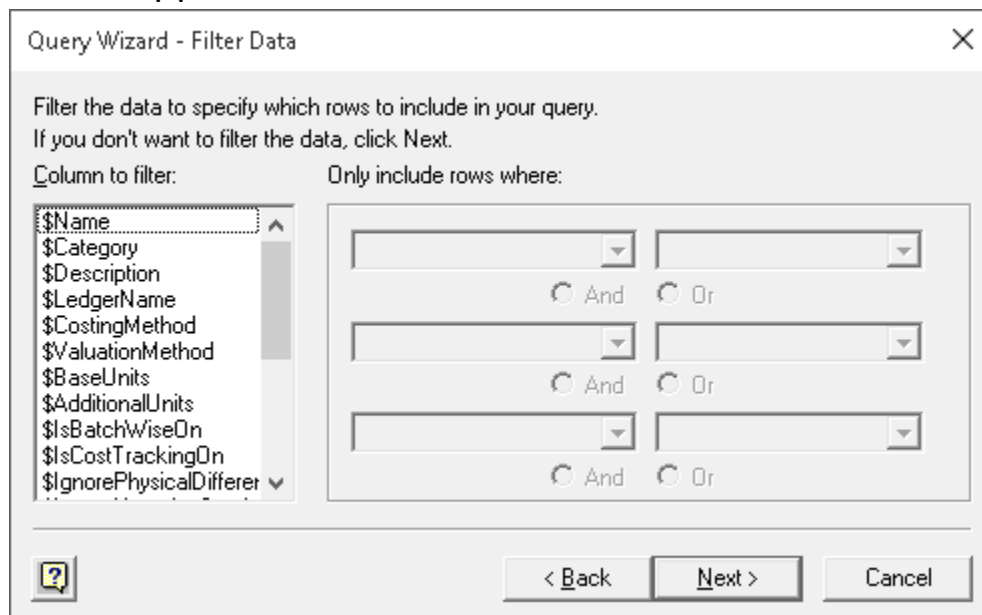 Query Wizard - Filter Data
Filter the data to specify which rows to include in your query.
If you don't want to filter the data, click Next.
Column to filter:
Only include rows where:
$Name
$Category
$Description
$LedgerName
$CostingMethod
$ValuationMethod
$BaseUnits
$AdditionalUnits
$IsBatchWiseOn
$IsCostTrackingOn
$IgnorePhysicalDifferer
And Or
And Or
And Or
< Back
Next >
Cancel